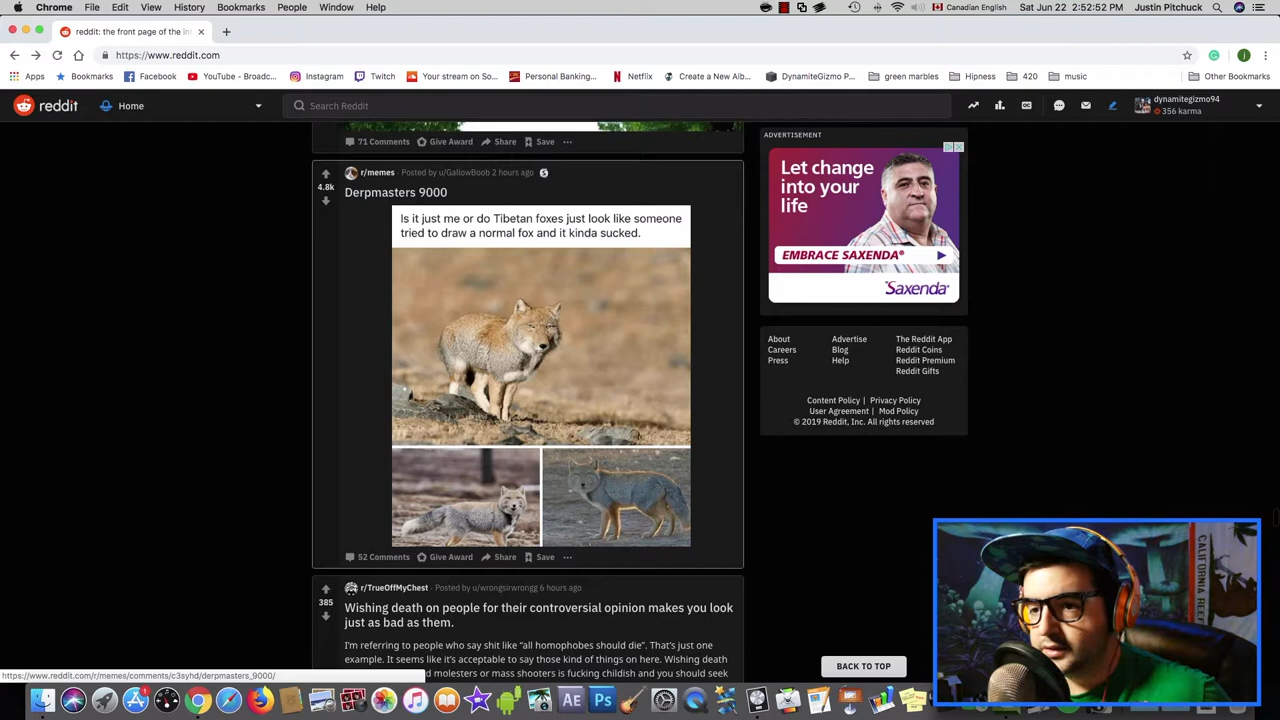 Chrome File Edit View History Bookmarks People Window Help Canadian English Sat Jun 22 2:52:52 PM Justin Pitchuck
reddit: the front page of the in
https://www.reddit.com
Apps Bookmarks Facebook YouTube - Broadc... Instagram Twitch Your stream on So... Personal Banking... Netflix Create a New Aib... DynamiteGizmo P... green marbles Hipness 420 music Other Bookmarks
reddit Home Search Reddit dynamitegizmo94
356 karma
71 Comments Give Award Share Save
r/memes · Posted by u/GallowBoob 2 hours ago
4.8k
Derpmasters 9000
Is it just me or do Tibetan foxes just look like someone
tried to draw a normal fox and it kinda sucked.
52 Comments Give Award Share Save
r/TrueOffMyChest · Posted by u/wrongsirwrongg 6 hours ago
385
Wishing death on people for their controversial opinion makes you look
just as bad as them.
I'm referring to people who say shit like "all homophobes should die". That's just one
example. It seems like it's acceptable to say those kind of things on here. Wishing death
d molesters or mass shooters is fucking childish and you should seek
ADVERTISEMENT
Let change
into your
life
EMBRACE SAXENDA®
Saxenda
About Advertise The Reddit App
Careers Blog Reddit Coins
Press Help Reddit Premium
Reddit Gifts
Content Policy | Privacy Policy
User Agreement | Mod Policy
© 2019 Reddit, Inc. All rights reserved
BACK TO TOP
https://www.reddit.com/r/memes/comments/c3syhd/derpmasters_9000/
1
Ae Ps
CALIFORNIA